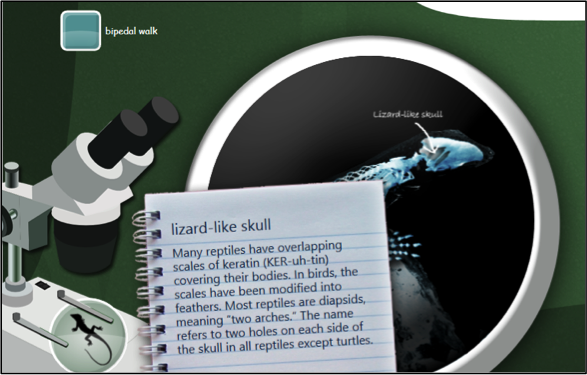 bipedal walk
Lizard-like skull
lizard-like skull
Many reptiles have overlapping
scales of keratin (KER-uh-tin)
covering their bodies. In birds, the
scales have been modified into
feathers. Most reptiles are diapsids,
meaning "two arches." The name
refers to two holes on each side of
the skull in all reptiles except turtles.